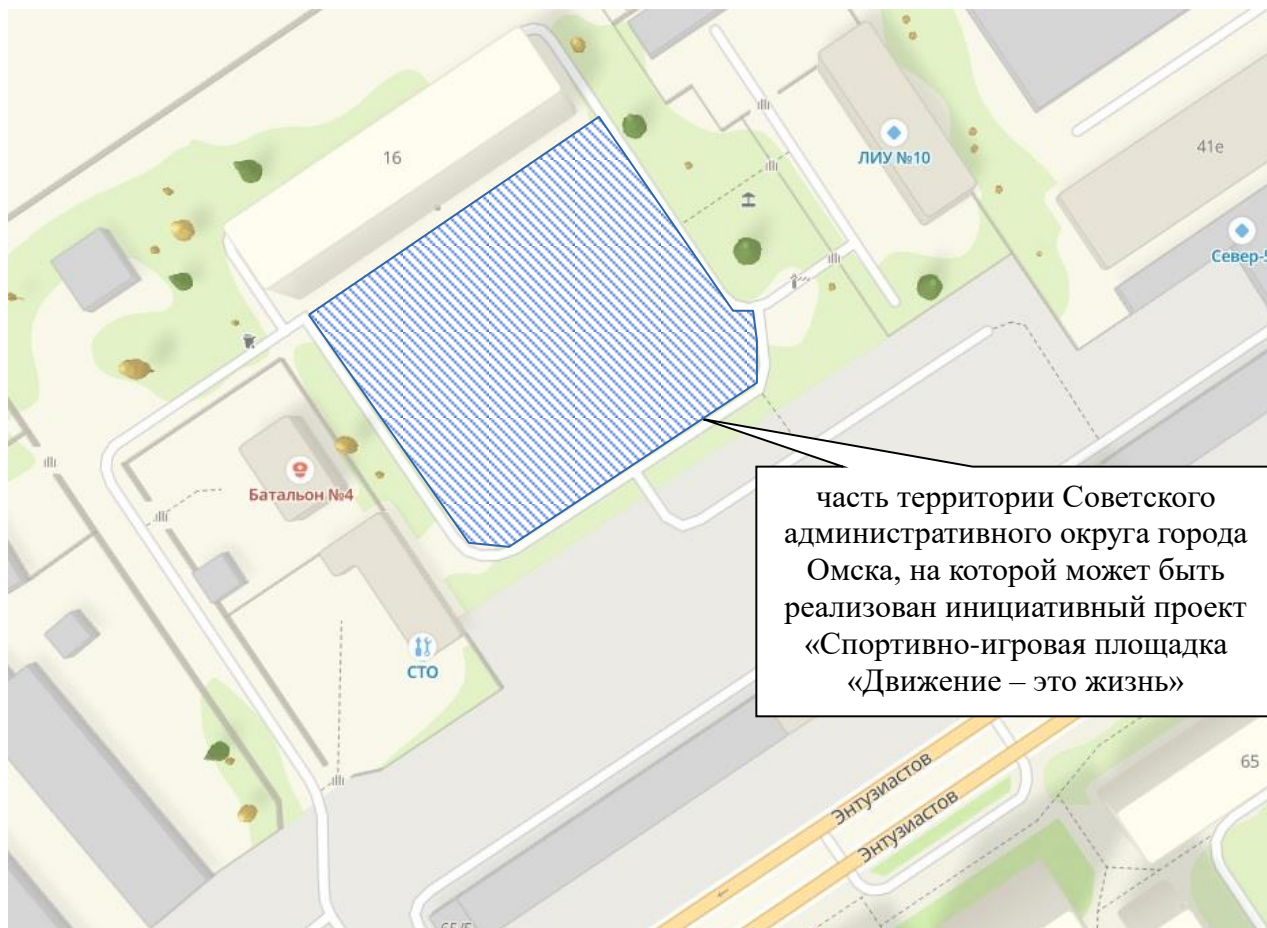 16
ЛИУ №10
41е
Север-5
Батальон №4
часть территории Советского
административного округа города
Омска, на которой может быть
реализован инициативный проект
«Спортивно-игровая площадка
«Движение – это жизнь»
СТО
Энтузиастов
Энтузиастов
65